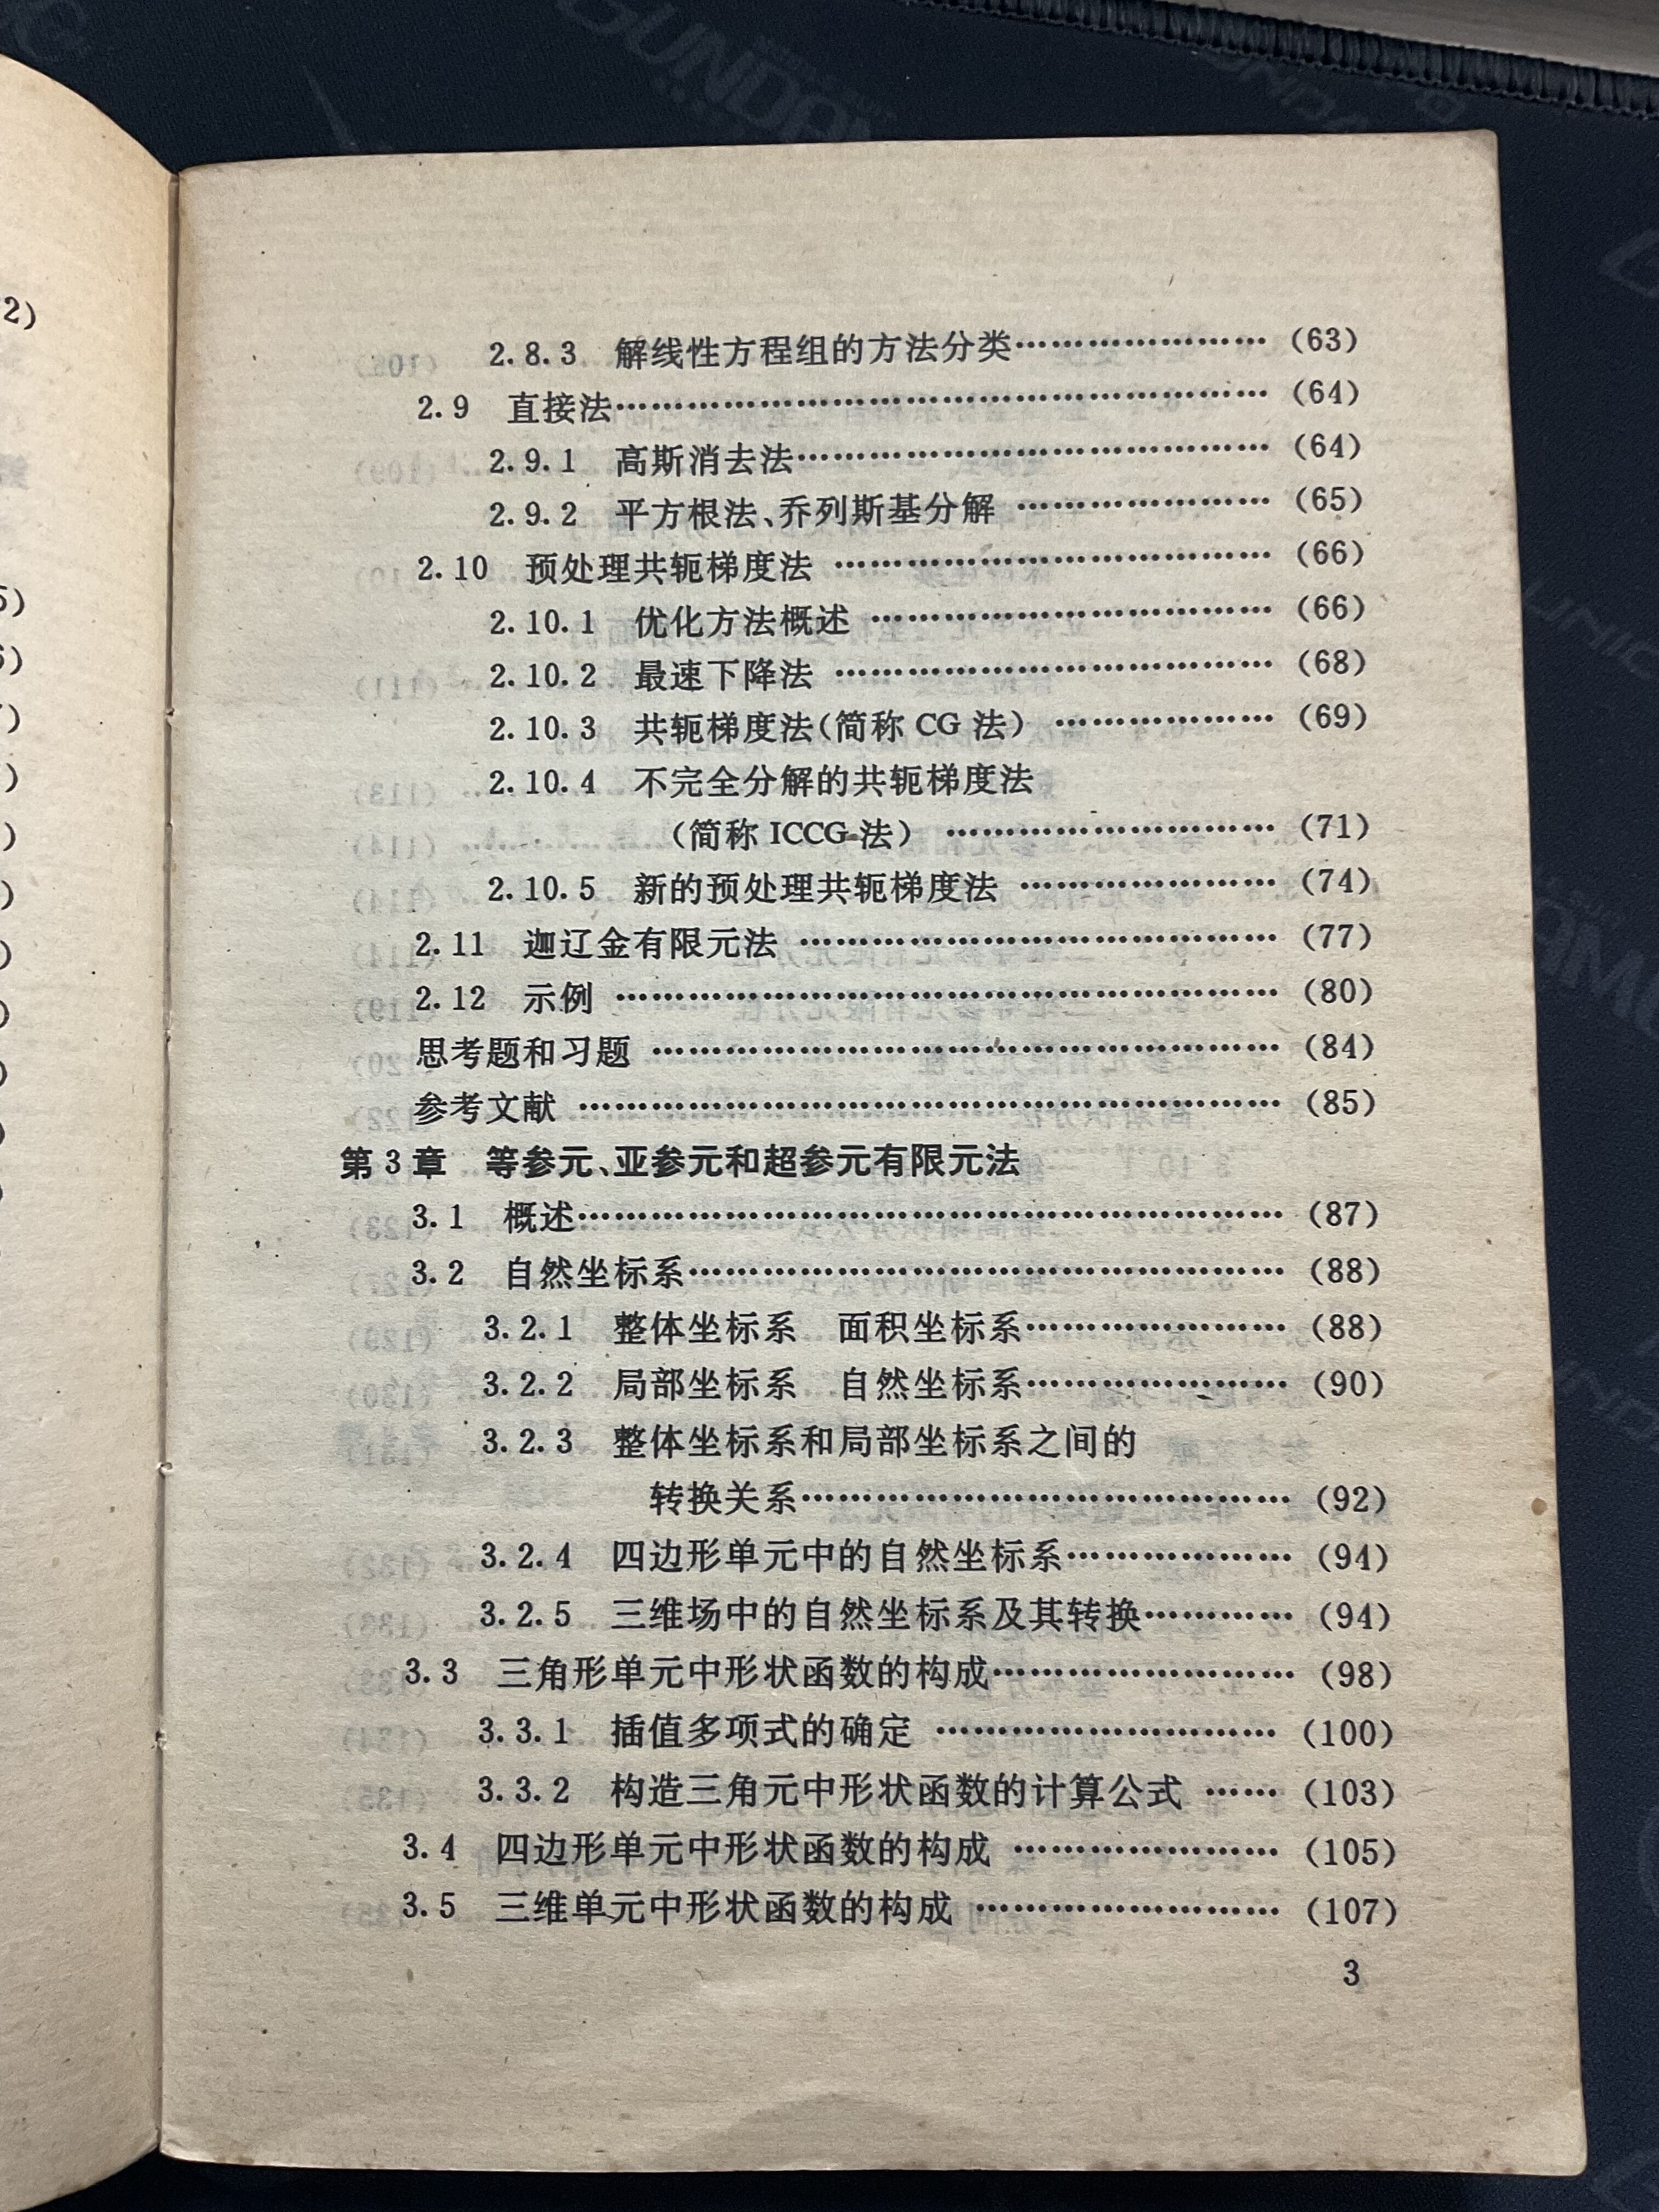 2.8.3 解线性方程组的方法分类………………… (63)
2.9 直接法……………………………………………… (64)
2.9.1 高斯消去法…………………………………… (64)
2.9.2 平方根法、乔列斯基分解 ………………… (65)
2.10 预处理共轭梯度法 ……………………………… (66)
2.10.1 优化方法概述 ……………………………… (66)
2.10.2 最速下降法 ………………………………… (68)
2.10.3 共轭梯度法(简称 CG 法) ………………… (69)
2.10.4 不完全分解的共轭梯度法
(简称 ICCG 法) ………………………… (71)
2.10.5 新的预处理共轭梯度法 ………………… (74)
2.11 迦辽金有限元法 ………………………………… (77)
2.12 示例 ……………………………………………… (80)
思考题和习题 ………………………………………… (84)
参考文献 ……………………………………………… (85)
第 3 章 等参元、亚参元和超参元有限元法
3.1 概述………………………………………………… (87)
3.2 自然坐标系………………………………………… (88)
3.2.1 整体坐标系 面积坐标系………………… (88)
3.2.2 局部坐标系 自然坐标系………………… (90)
3.2.3 整体坐标系和局部坐标系之间的
转换关系…………………………………… (92)
3.2.4 四边形单元中的自然坐标系……………… (94)
3.2.5 三维场中的自然坐标系及其转换………… (94)
3.3 三角形单元中形状函数的构成…………………… (98)
3.3.1 插值多项式的确定 ……………………… (100)
3.3.2 构造三角元中形状函数的计算公式 …… (103)
3.4 四边形单元中形状函数的构成 ………………… (105)
3.5 三维单元中形状函数的构成 …………………… (107)
3